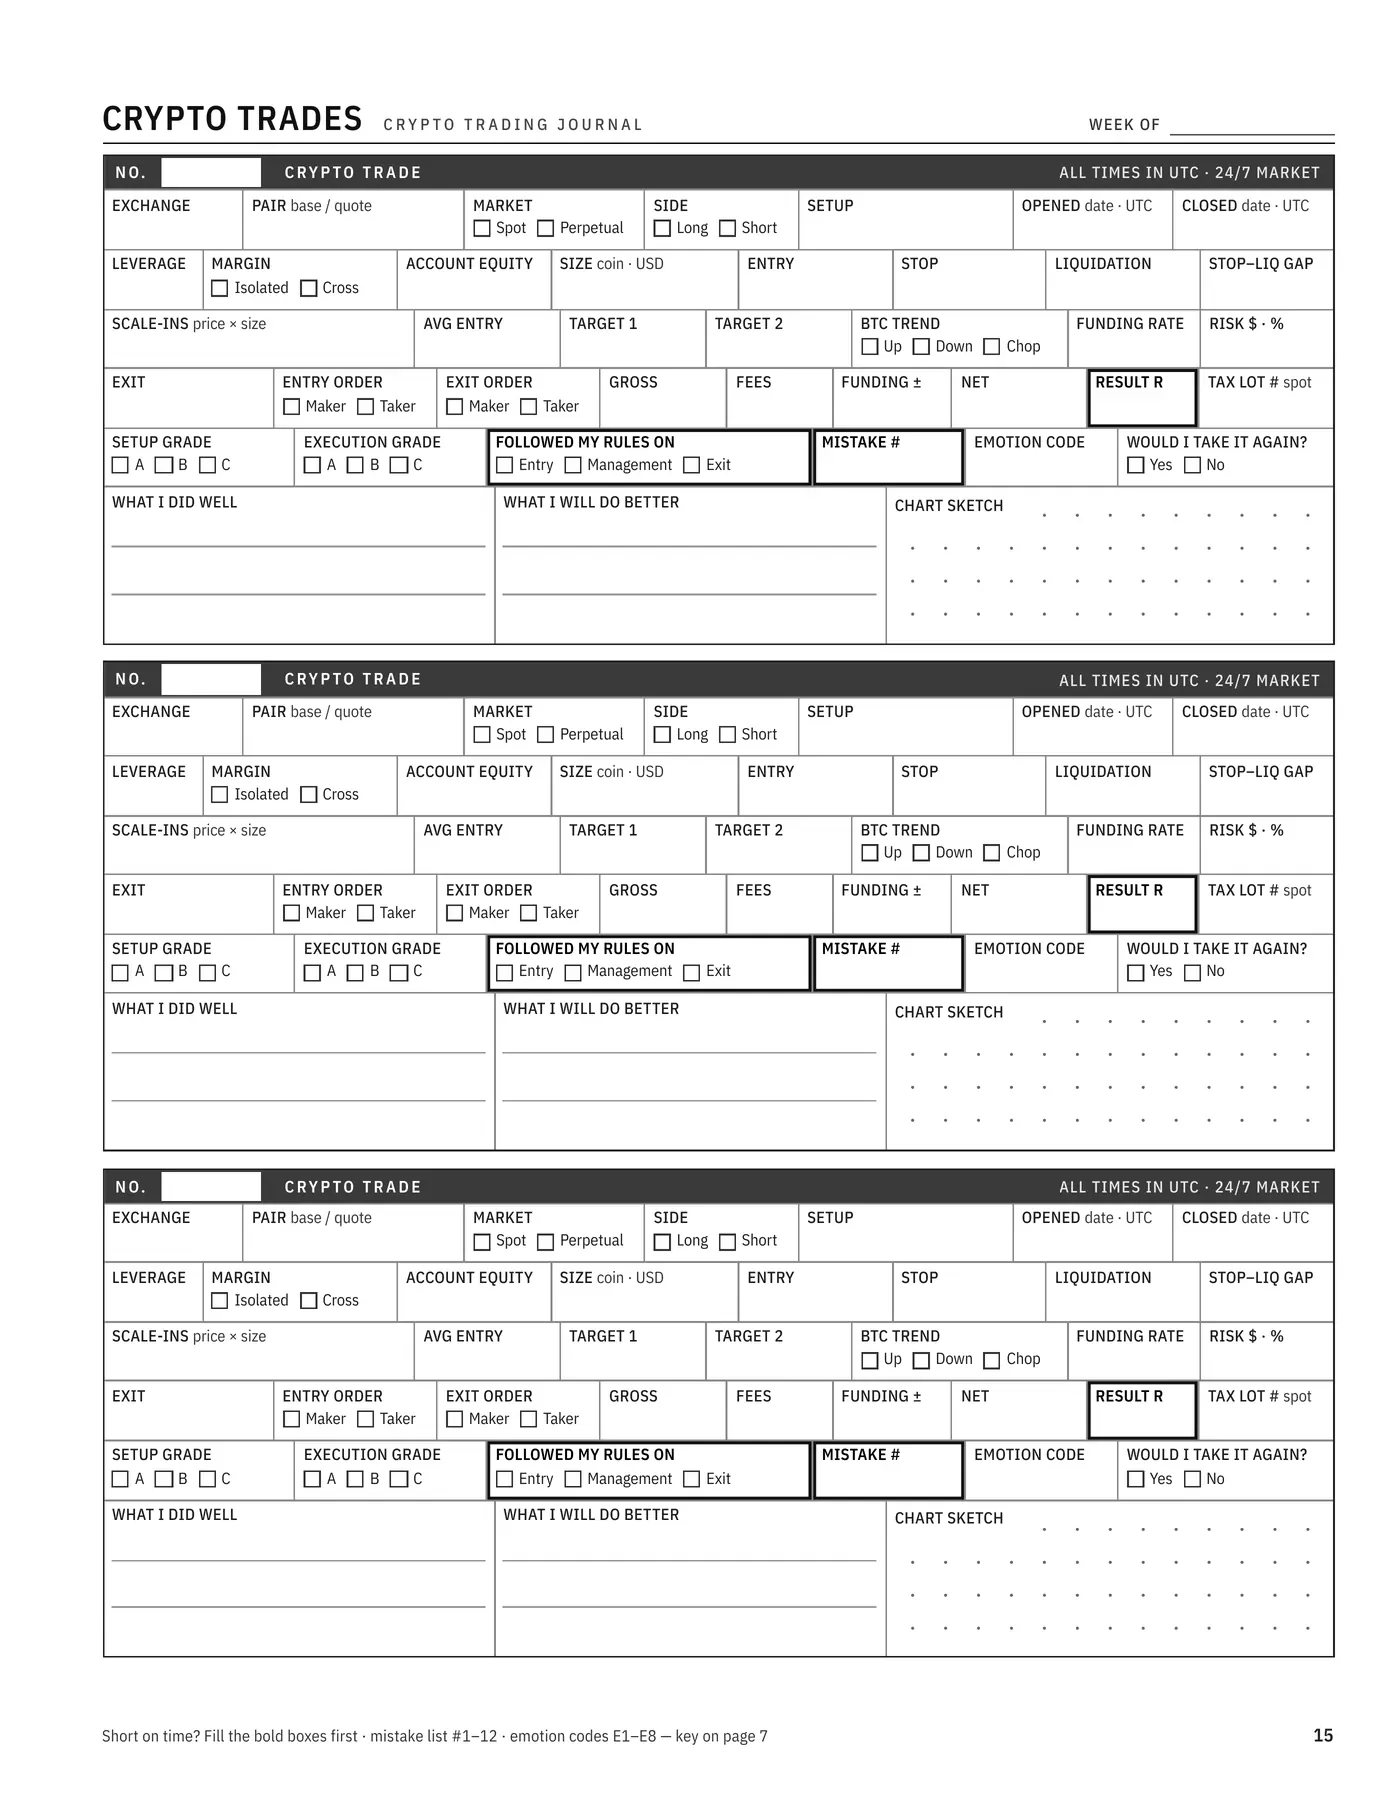 CRYPTO TRADES CRYPTO TRADING JOURNAL WEEK OF
NO. CRYPTO TRADE ALL TIMES IN UTC · 24/7 MARKET
EXCHANGE PAIR base / quote MARKET SIDE SETUP OPENED date · UTC CLOSED date · UTC
Spot Perpetual Long Short
LEVERAGE MARGIN ACCOUNT EQUITY SIZE coin · USD ENTRY STOP LIQUIDATION STOP–LIQ GAP
Isolated Cross
SCALE-INS price × size AVG ENTRY TARGET 1 TARGET 2 BTC TREND FUNDING RATE RISK $ · %
Up Down Chop
EXIT ENTRY ORDER EXIT ORDER GROSS FEES FUNDING ± NET RESULT R TAX LOT # spot
Maker Taker Maker Taker
SETUP GRADE EXECUTION GRADE FOLLOWED MY RULES ON MISTAKE # EMOTION CODE WOULD I TAKE IT AGAIN?
A B C A B C Entry Management Exit Yes No
WHAT I DID WELL WHAT I WILL DO BETTER CHART SKETCH
NO. CRYPTO TRADE ALL TIMES IN UTC · 24/7 MARKET
EXCHANGE PAIR base / quote MARKET SIDE SETUP OPENED date · UTC CLOSED date · UTC
Spot Perpetual Long Short
LEVERAGE MARGIN ACCOUNT EQUITY SIZE coin · USD ENTRY STOP LIQUIDATION STOP–LIQ GAP
Isolated Cross
SCALE-INS price × size AVG ENTRY TARGET 1 TARGET 2 BTC TREND FUNDING RATE RISK $ · %
Up Down Chop
EXIT ENTRY ORDER EXIT ORDER GROSS FEES FUNDING ± NET RESULT R TAX LOT # spot
Maker Taker Maker Taker
SETUP GRADE EXECUTION GRADE FOLLOWED MY RULES ON MISTAKE # EMOTION CODE WOULD I TAKE IT AGAIN?
A B C A B C Entry Management Exit Yes No
WHAT I DID WELL WHAT I WILL DO BETTER CHART SKETCH
NO. CRYPTO TRADE ALL TIMES IN UTC · 24/7 MARKET
EXCHANGE PAIR base / quote MARKET SIDE SETUP OPENED date · UTC CLOSED date · UTC
Spot Perpetual Long Short
LEVERAGE MARGIN ACCOUNT EQUITY SIZE coin · USD ENTRY STOP LIQUIDATION STOP–LIQ GAP
Isolated Cross
SCALE-INS price × size AVG ENTRY TARGET 1 TARGET 2 BTC TREND FUNDING RATE RISK $ · %
Up Down Chop
EXIT ENTRY ORDER EXIT ORDER GROSS FEES FUNDING ± NET RESULT R TAX LOT # spot
Maker Taker Maker Taker
SETUP GRADE EXECUTION GRADE FOLLOWED MY RULES ON MISTAKE # EMOTION CODE WOULD I TAKE IT AGAIN?
A B C A B C Entry Management Exit Yes No
WHAT I DID WELL WHAT I WILL DO BETTER CHART SKETCH
Short on time? Fill the bold boxes first · mistake list #1–12 · emotion codes E1–E8 — key on page 7 15